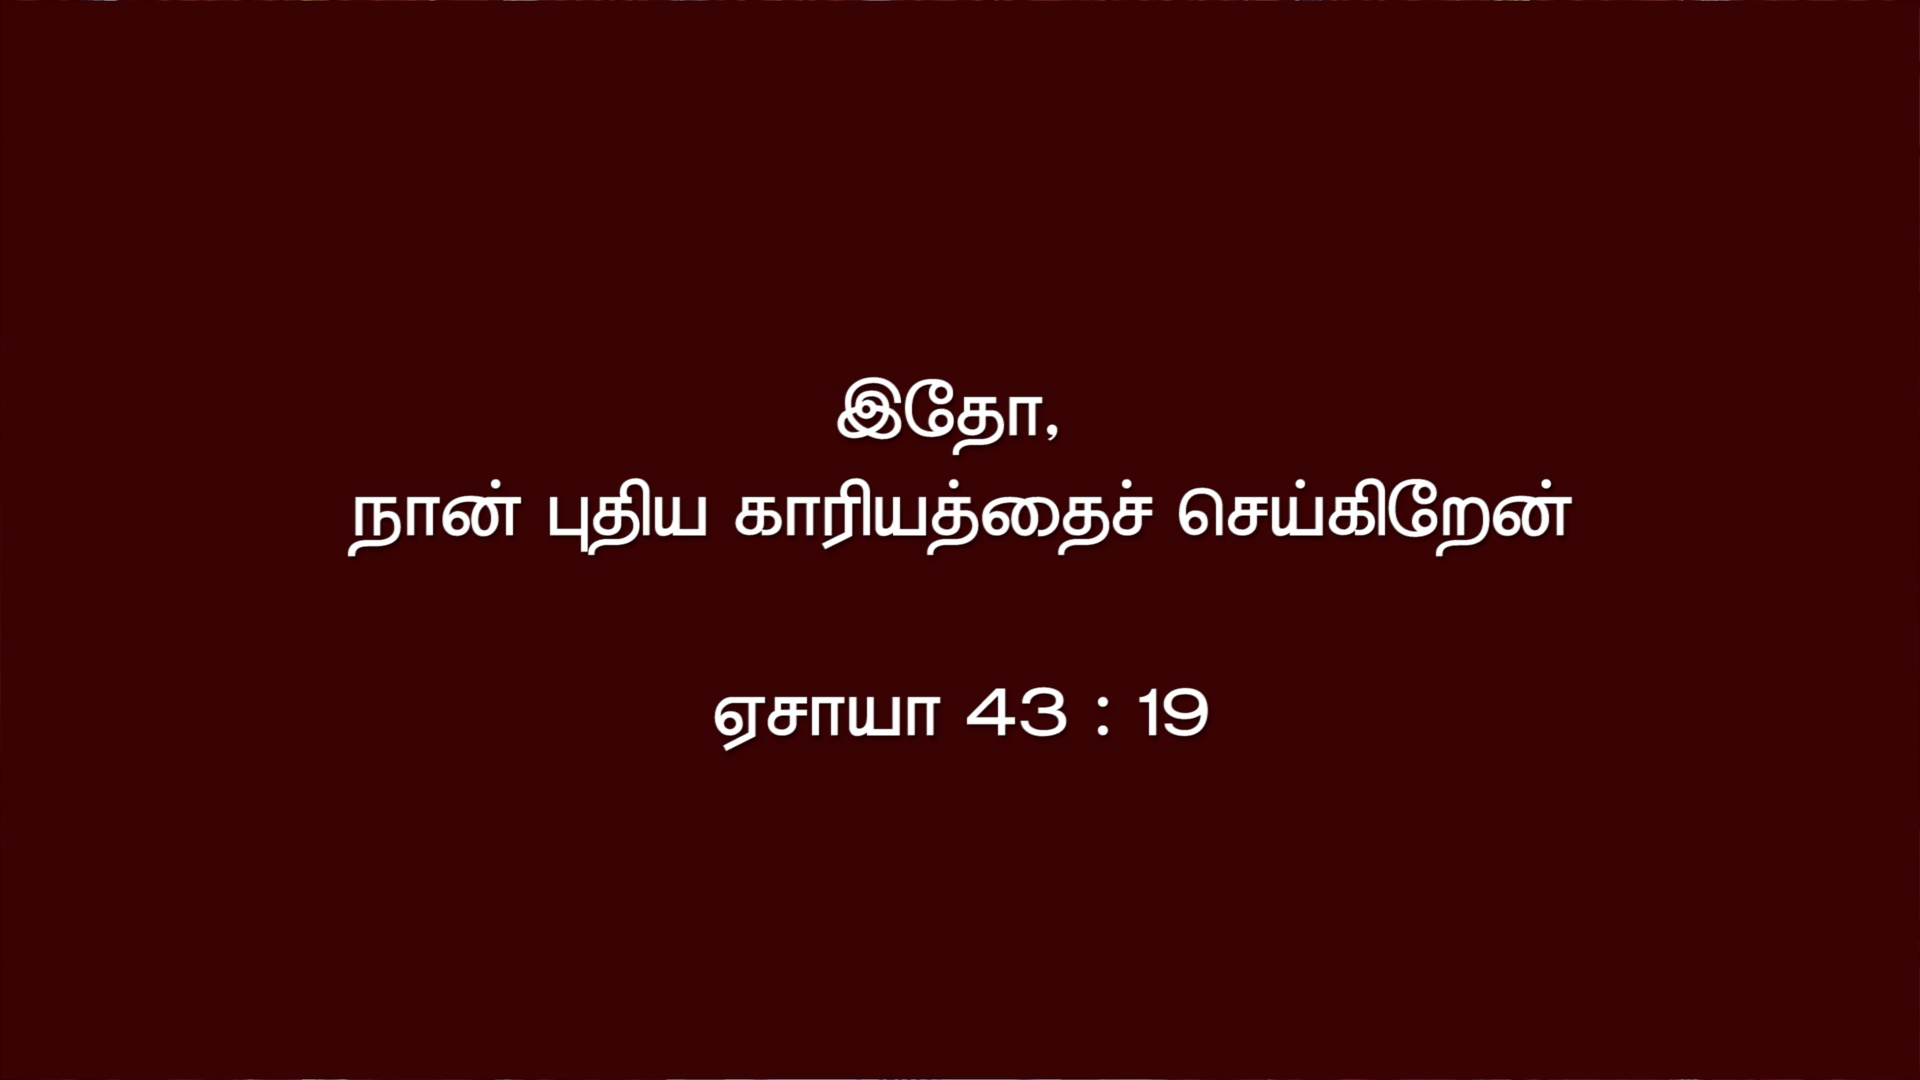 இதோ,
நான் புதிய காரியத்தைச் செய்கிறேன்
ஏசாயா 43 : 19